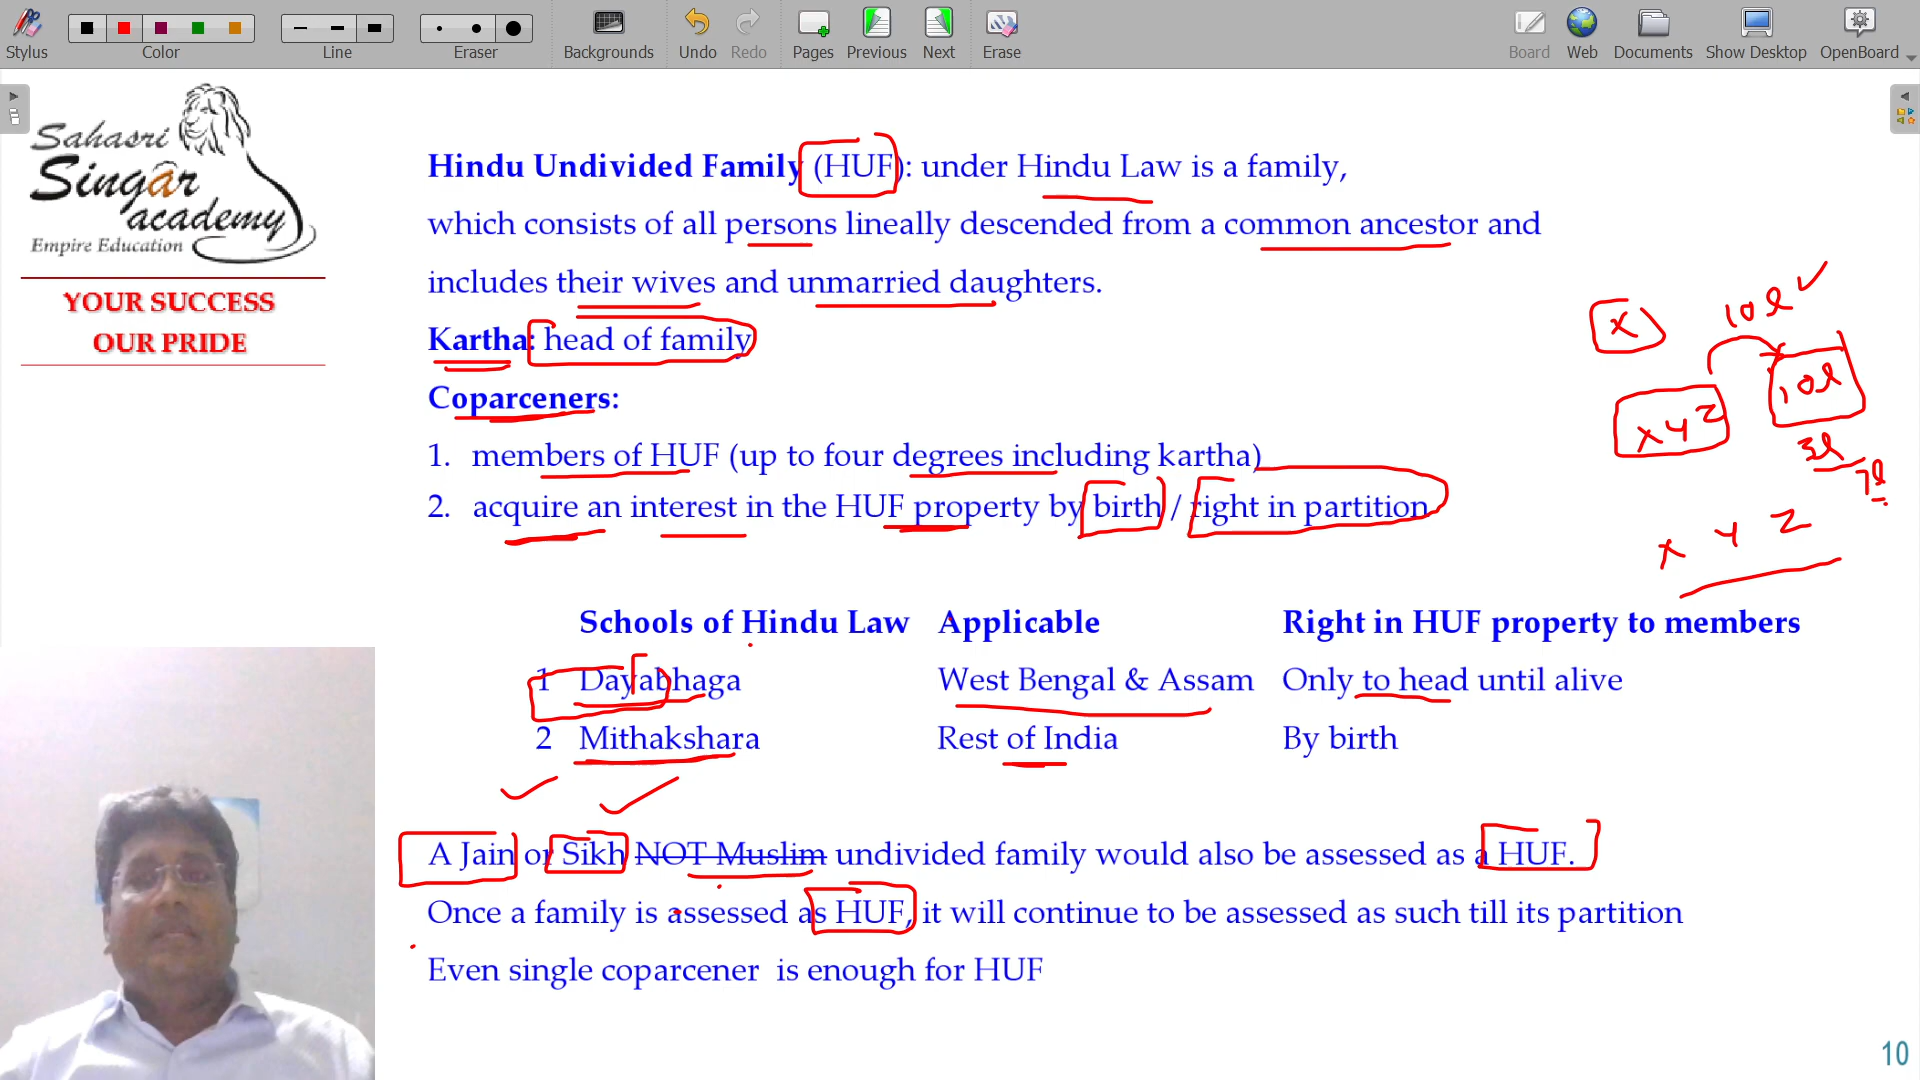 Stylus Color Line Eraser Backgrounds Undo Redo Pages Previous Next Erase Board Web Documents Show Desktop OpenBoard
Sahasri
Singar
academy
Empire Education
YOUR SUCCESS
OUR PRIDE
Hindu Undivided Family (HUF): under Hindu Law is a family,
which consists of all persons lineally descended from a common ancestor and
includes their wives and unmarried daughters.
Kartha: head of family
Coparceners:
1. members of HUF (up to four degrees including kartha)
2. acquire an interest in the HUF property by birth / right in partition
X
10l
X Y Z
10l
3l
7l
X Y Z
Schools of Hindu Law Applicable Right in HUF property to members
1 Dayabhaga West Bengal & Assam Only to head until alive
2 Mithakshara Rest of India By birth
A Jain or Sikh NOT Muslim undivided family would also be assessed as a HUF.
Once a family is assessed as HUF, it will continue to be assessed as such till its partition
Even single coparcener is enough for HUF
10